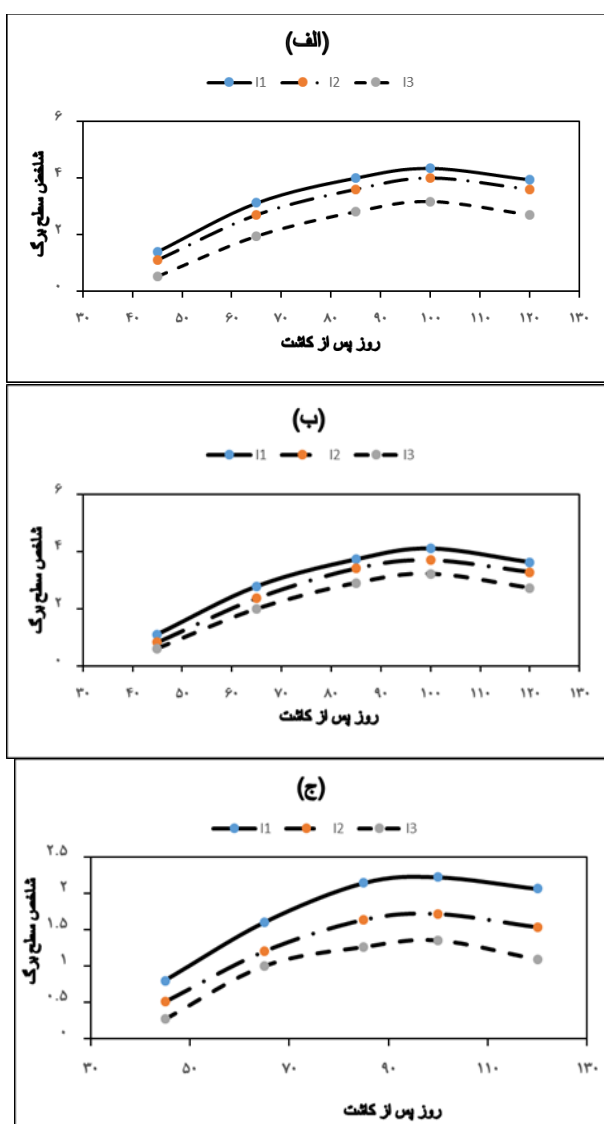 (الف)
I1 I2 I3
۶
۴
۲
۰
شاخص سطح برگ
۳۰ ۴۰ ۵۰ ۶۰ ۷۰ ۸۰ ۹۰ ۱۰۰ ۱۱۰ ۱۲۰ ۱۳۰
روز پس از کاشت
(ب)
I1 I2 I3
۶
۴
۲
۰
شاخص سطح برگ
۳۰ ۴۰ ۵۰ ۶۰ ۷۰ ۸۰ ۹۰ ۱۰۰ ۱۱۰ ۱۲۰ ۱۳۰
روز پس از کاشت
(ج)
I1 I2 I3
۲.۵
۲
۱.۵
۱
۰.۵
۰
شاخص سطح برگ
۳۰ ۵۰ ۷۰ ۹۰ ۱۱۰ ۱۳۰
روز پس از کاشت